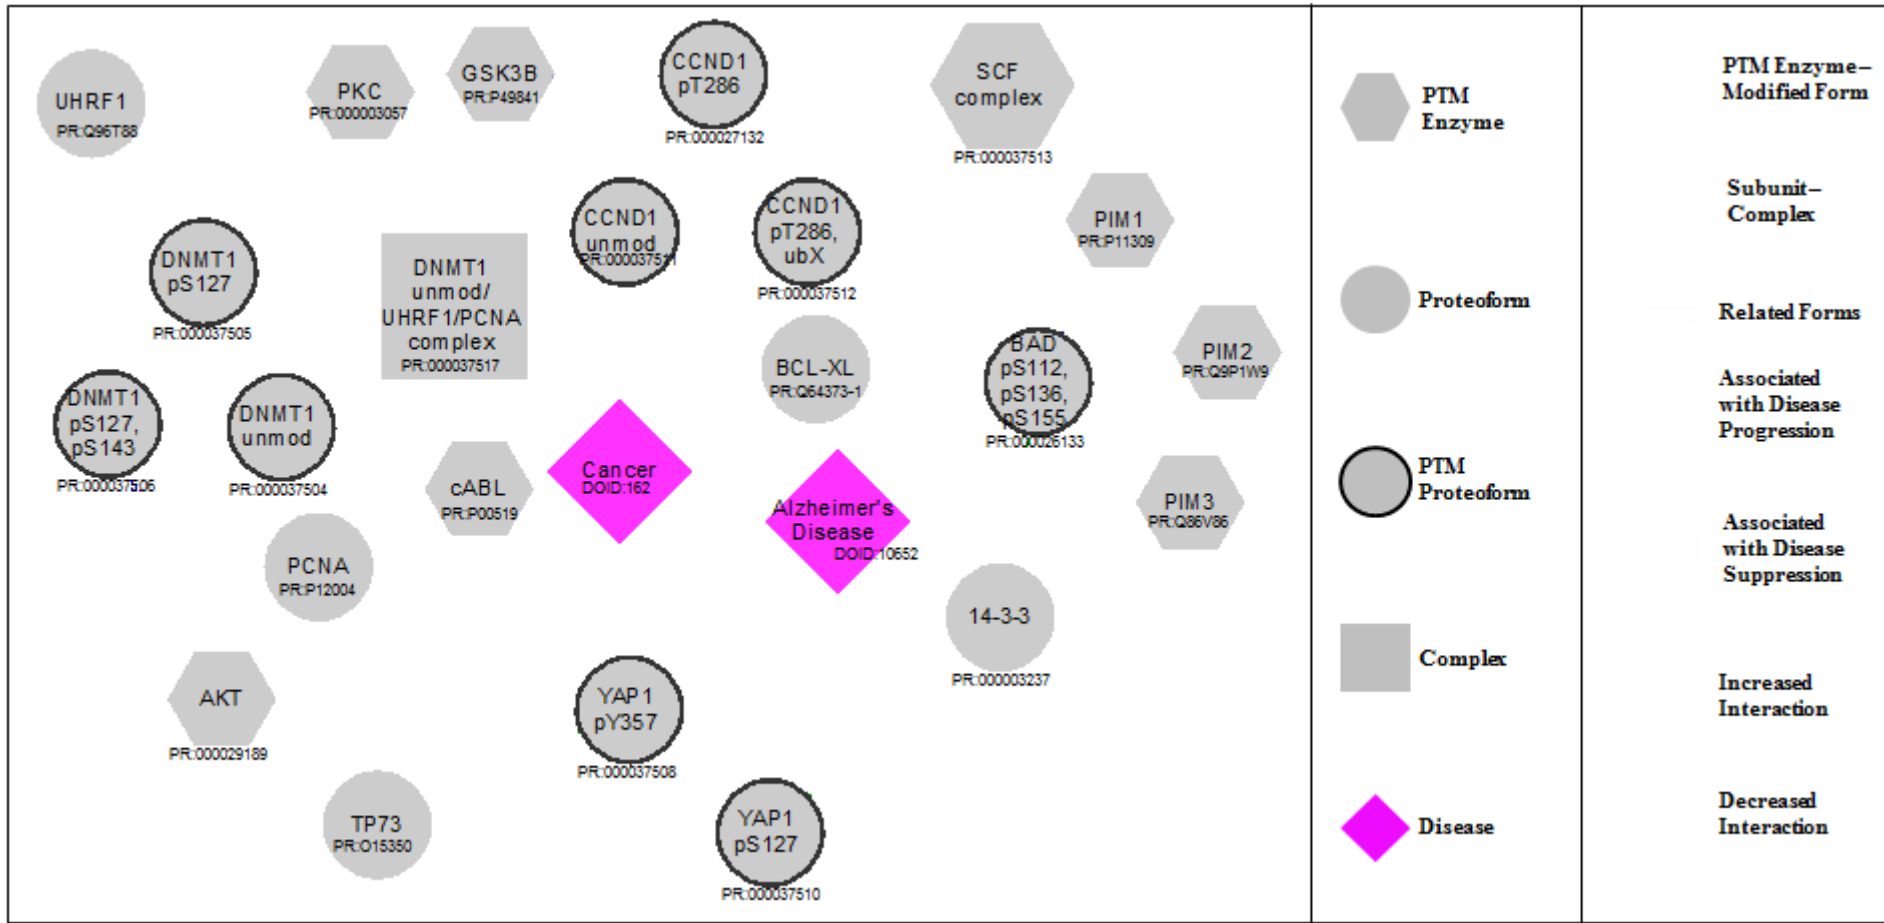 UHRF1
PR:Q96T88
PKC
PR:000003057
GSK3B
PR:P49841
CCND1
pT286
PR:000027132
SCF
complex
PR:000037513
DNMT1
pS127
PR:000037505
DNMT1
unmod/
UHRF1/PCNA
complex
PR:000037517
CCND1
unmod
PR:000037511
CCND1
pT286,
ubX
PR:000037512
PIM1
PR:P11309
BCL-XL
PR:Q64373-1
BAD
pS112,
pS136,
pS155
PR:000026133
PIM2
PR:Q9P1W9
DNMT1
pS127,
pS143
PR:000037506
DNMT1
unmod
PR:000037504
cABL
PR:P00519
Cancer
DOID:162
Alzheimer's
Disease
DOID:10652
PIM3
PR:Q86V86
PCNA
PR:P12004
14-3-3
PR:000003237
AKT
PR:000029189
YAP1
pY357
PR:000037508
TP73
PR:O15350
YAP1
pS127
PR:000037510
PTM
Enzyme
Proteoform
PTM
Proteoform
Complex
Disease
PTM Enzyme–
Modified Form
Subunit–
Complex
Related Forms
Associated
with Disease
Progression
Associated
with Disease
Suppression
Increased
Interaction
Decreased
Interaction